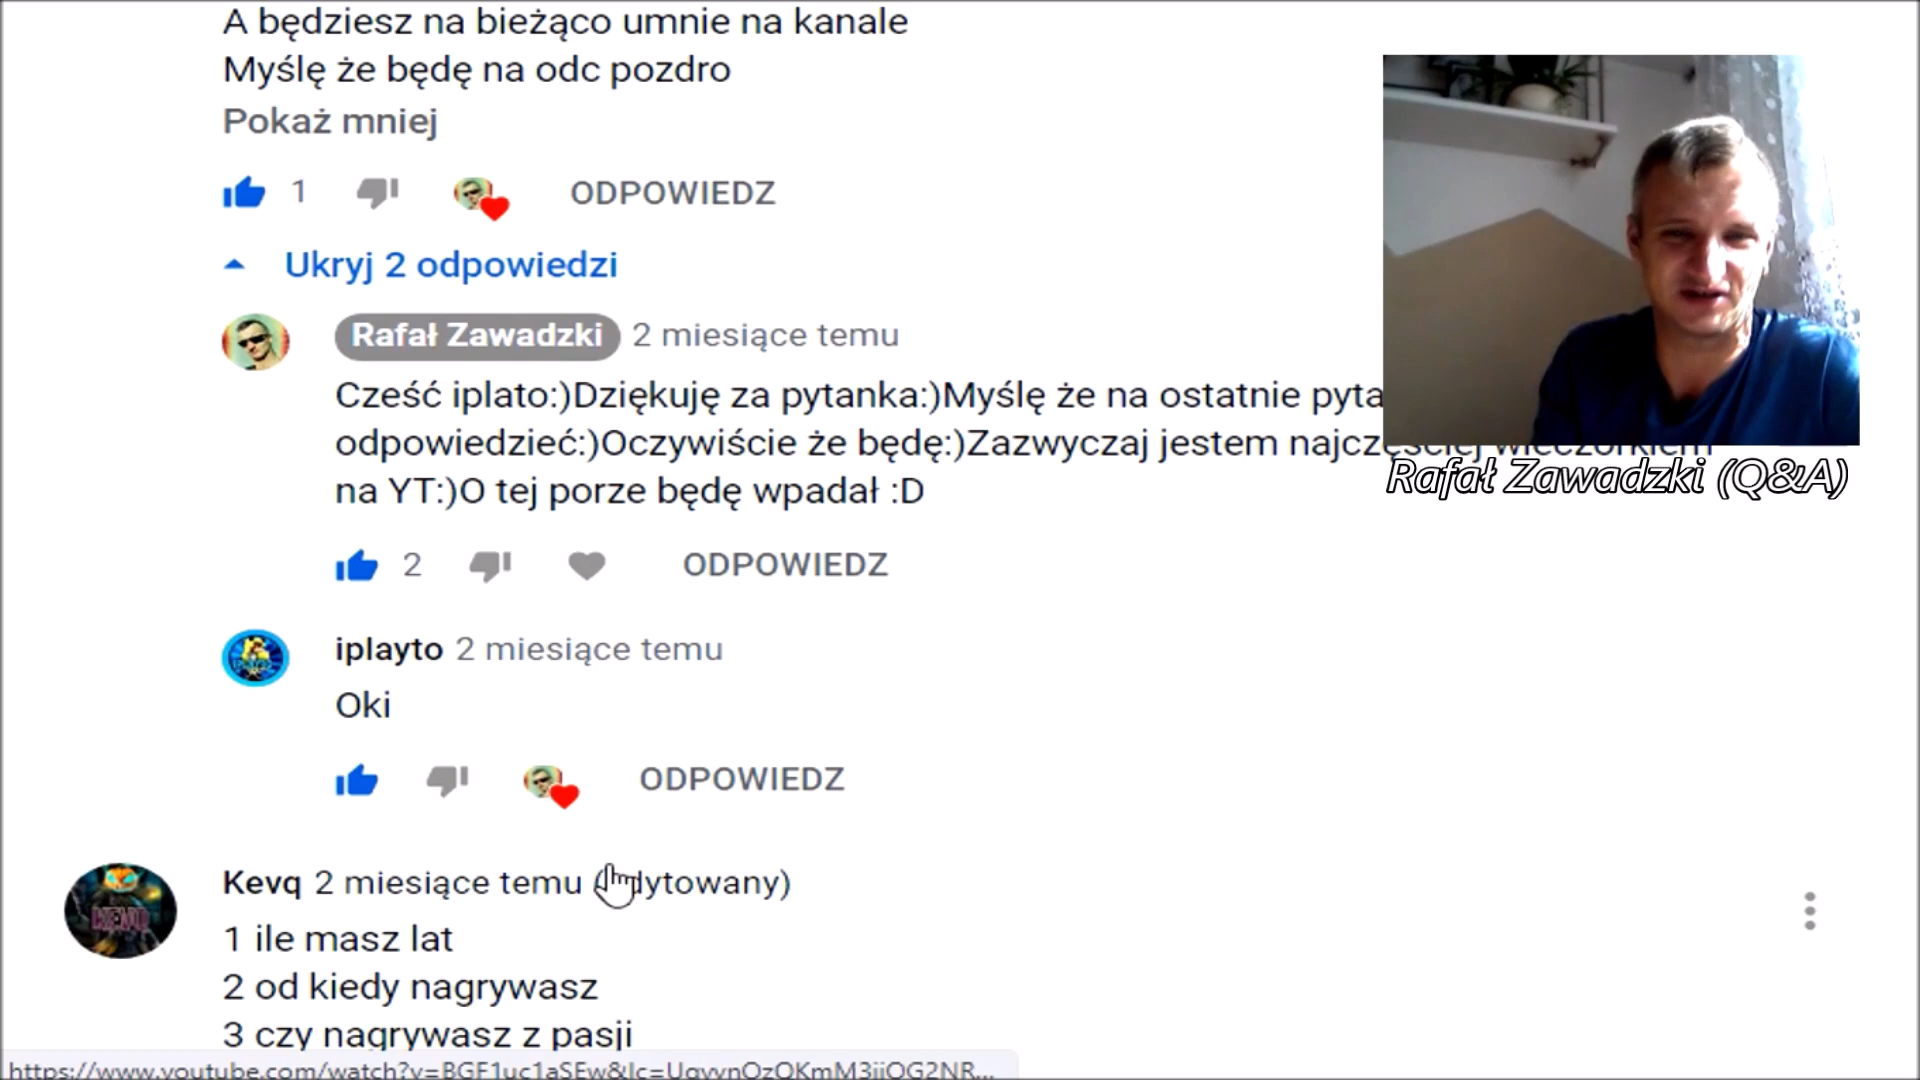 A będziesz na bieżąco umnie na kanale
Myślę że będę na odc pozdro
Pokaż mniej
1
ODPOWIEDZ
Ukryj 2 odpowiedzi
Rafał Zawadzki 2 miesiące temu
Cześć iplato:)Dziękuję za pytanka:)Myślę że na ostatnie pyta
odpowiedzieć:)Oczywiście że będę:)Zazwyczaj jestem najczęściej wieczorkiem
na YT:)O tej porze będę wpadał :D
Rafał Zawadzki (Q&A)
2
ODPOWIEDZ
iplayto 2 miesiące temu
Oki
ODPOWIEDZ
Kevq 2 miesiące temu (edytowany)
1 ile masz lat
2 od kiedy nagrywasz
3 czy nagrywasz z pasji